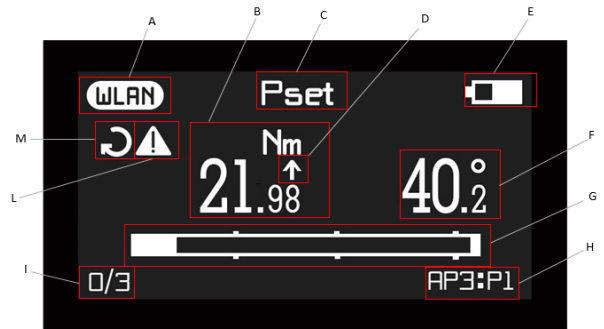 A B C D E
WLAN Pset
M
L
Nm
↑
21.98 40.2°
F
G
0/3 AP3:P1
I H